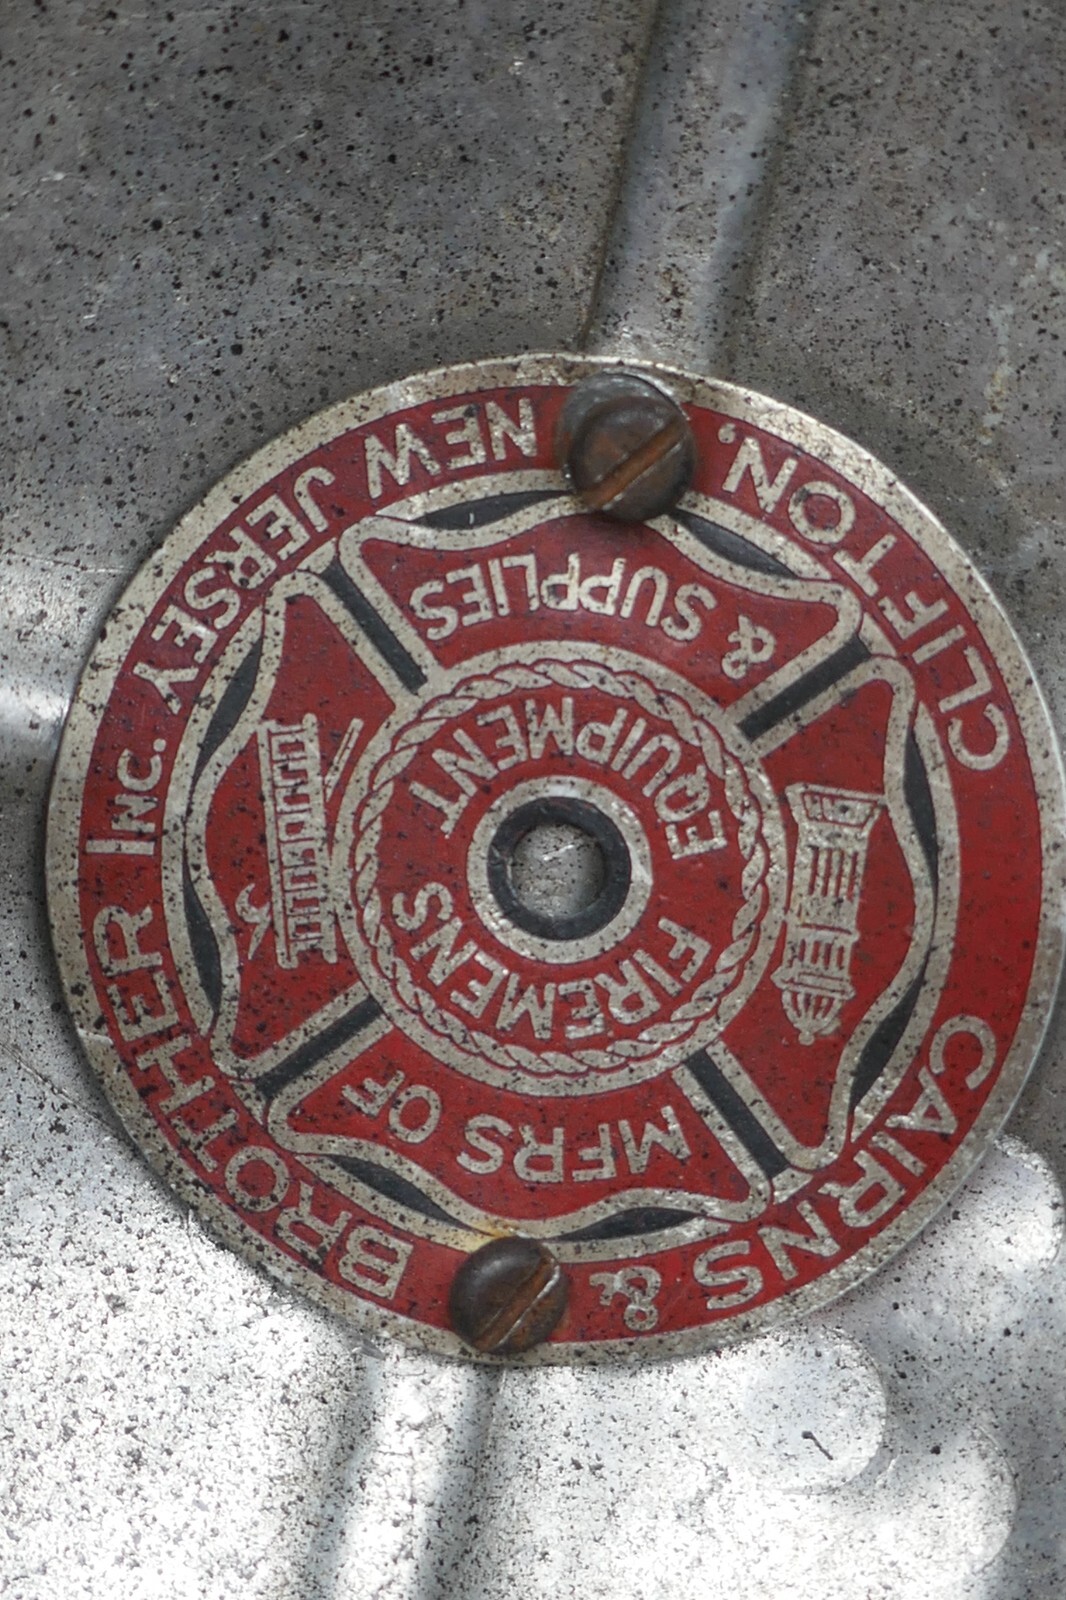 CAIRNS & BROTHER INC.
CLIFTON, NEW JERSEY
MFRS OF
FIREMENS
EQUIPMENT
& SUPPLIES